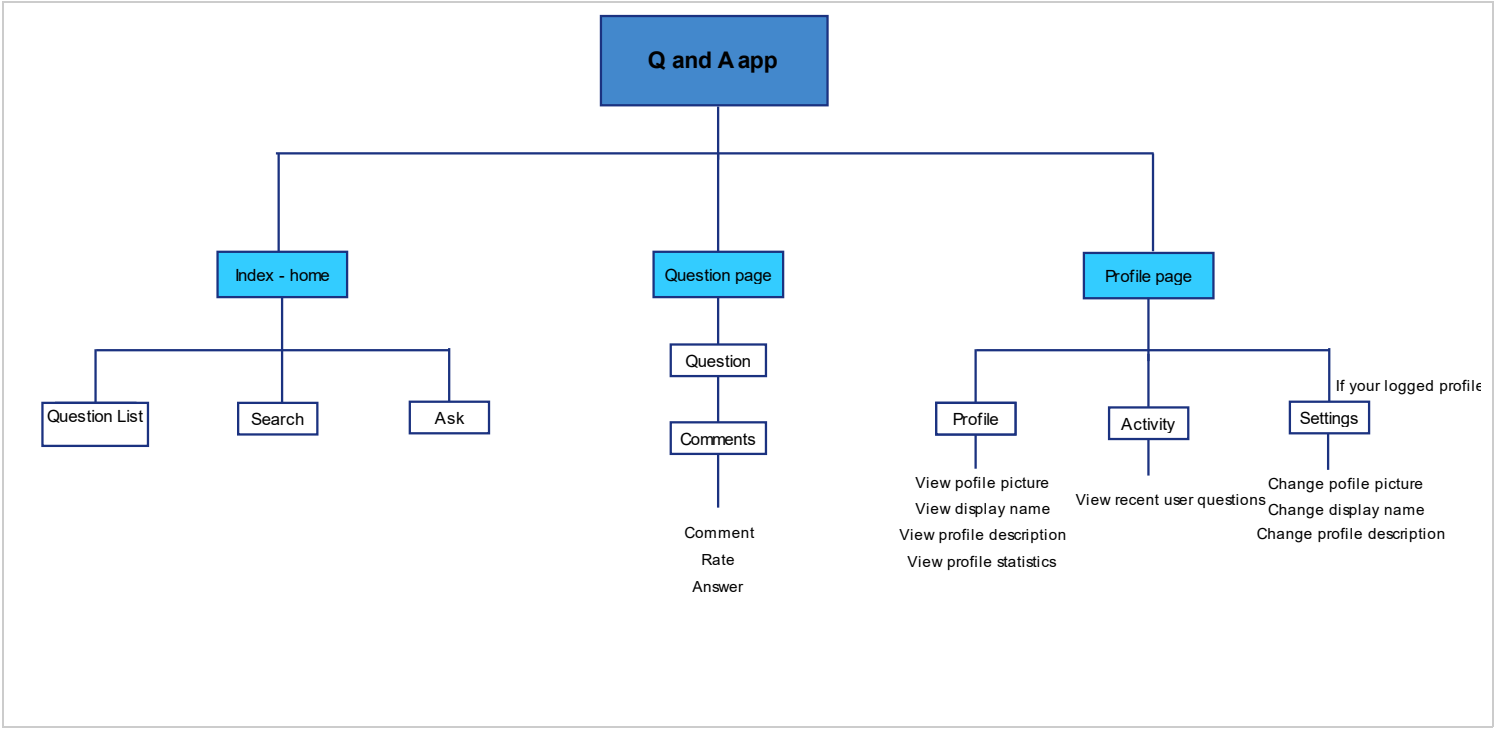 Q and A app
Index - home
Question page
Profile page
Question List
Search
Ask
Question
Comments
Comment
Rate
Answer
If your logged profile
Profile
Activity
Settings
View pofile picture
View display name
View profile description
View profile statistics
View recent user questions
Change pofile picture
Change display name
Change profile description